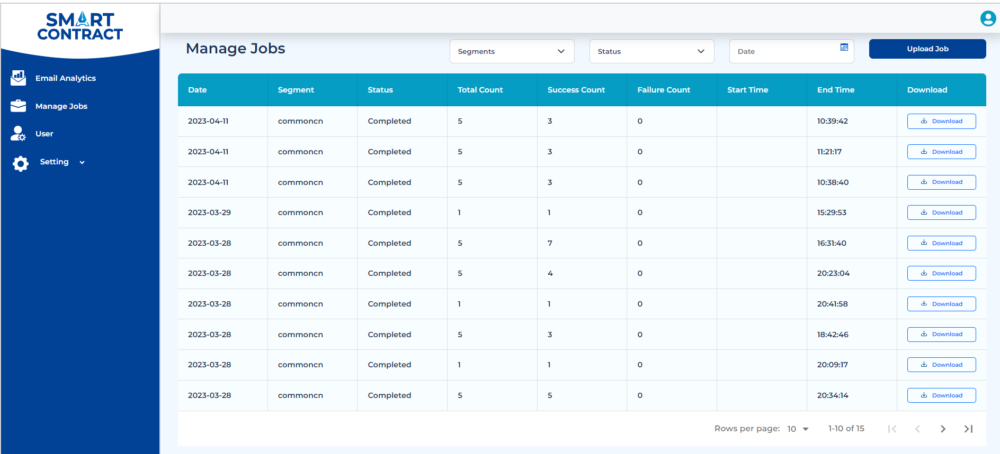 SMART
CONTRACT
Email Analytics
Manage Jobs
User
Setting
Manage Jobs
Segments
Status
Date
Upload Job
Date Segment Status Total Count Success Count Failure Count Start Time End Time Download
2023-04-11 commoncn Completed 5 3 0 10:39:42 Download
2023-04-11 commoncn Completed 5 3 0 11:21:17 Download
2023-04-11 commoncn Completed 5 3 0 10:38:40 Download
2023-03-29 commoncn Completed 1 1 0 15:29:53 Download
2023-03-28 commoncn Completed 5 7 0 16:31:40 Download
2023-03-28 commoncn Completed 5 4 0 20:23:04 Download
2023-03-28 commoncn Completed 1 1 0 20:41:58 Download
2023-03-28 commoncn Completed 5 3 0 18:42:46 Download
2023-03-28 commoncn Completed 1 1 0 20:09:17 Download
2023-03-28 commoncn Completed 5 5 0 20:34:14 Download
Rows per page: 10 1-10 of 15